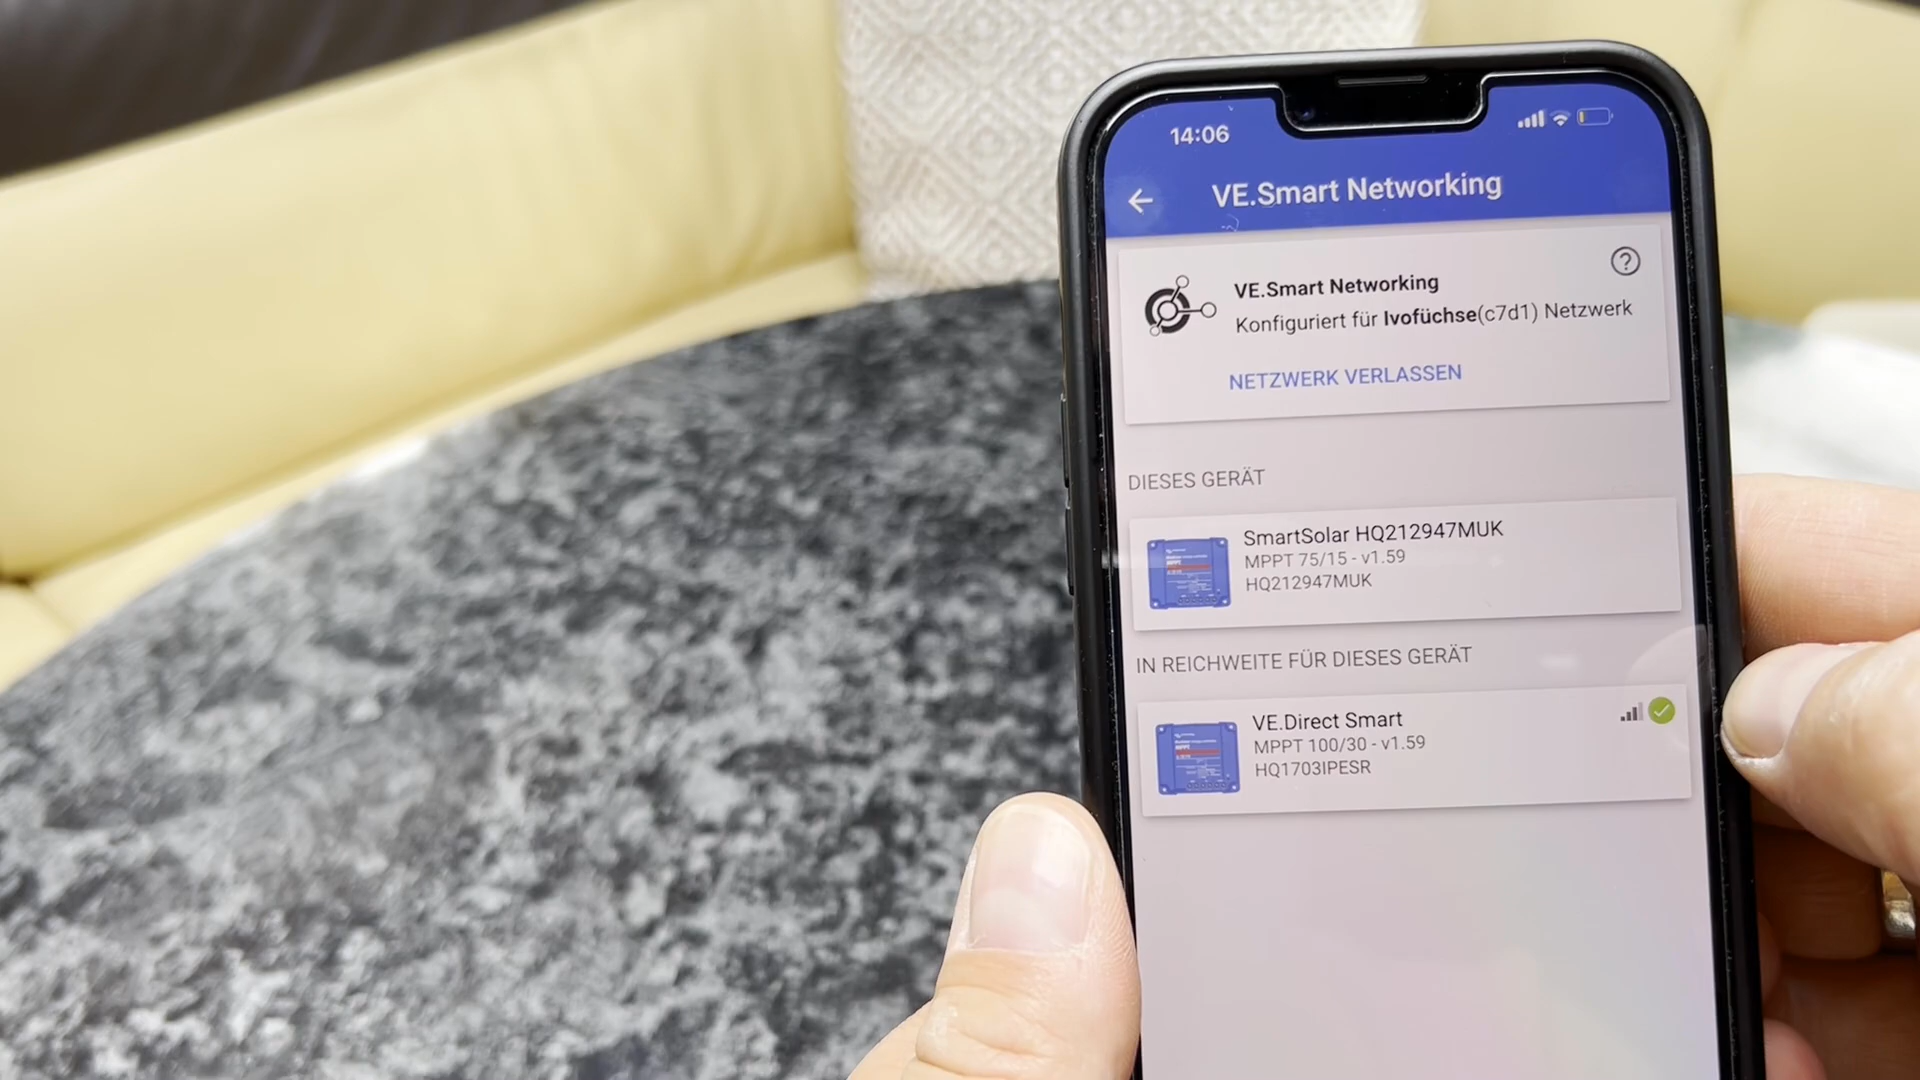 14:06
VE.Smart Networking
VE.Smart Networking
Konfiguriert für Ivofüchse(c7d1) Netzwerk
NETZWERK VERLASSEN
DIESES GERÄT
SmartSolar HQ212947MUK
MPPT 75/15 - v1.59
HQ212947MUK
IN REICHWEITE FÜR DIESES GERÄT
VE.Direct Smart
MPPT 100/30 - v1.59
HQ1703IPESR